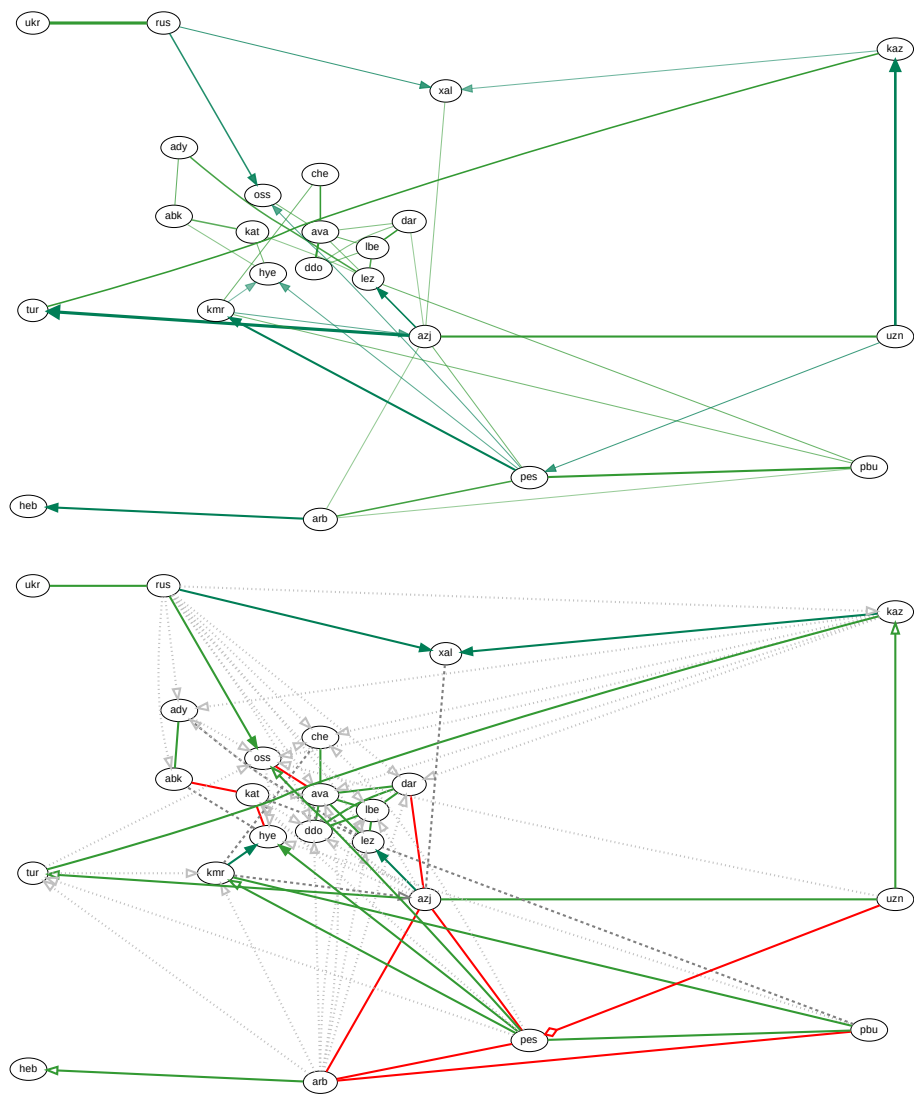 ukr
rus
kaz
xal
ady
che
oss
abk
kat
ava
dar
lbe
ddo
hye
lez
tur
kmr
azj
uzn
pes
pbu
heb
arb
ukr
rus
kaz
xal
ady
che
oss
abk
kat
ava
dar
lbe
ddo
hye
lez
tur
kmr
azj
uzn
pes
pbu
heb
arb